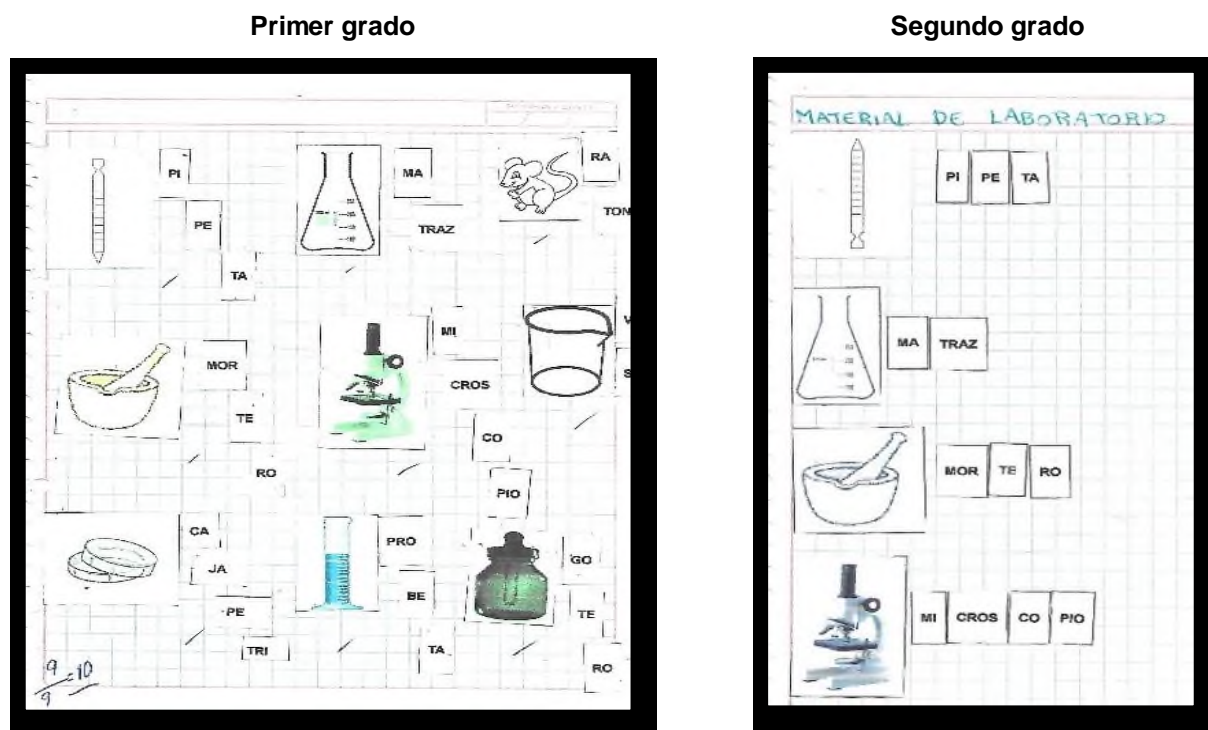 Primer grado
Segundo grado
PI
PE
TA
MA
TRAZ
RA
TON
MOR
TE
RO
MI
CROS
CO
PIO
V
S
CA
JA
PE
TRI
PRO
BE
TA
GO
TE
RO
9/9 = 10
MATERIAL DE LABORATORIO
PI PE TA
MA TRAZ
MOR TE RO
MI CROS CO PIO